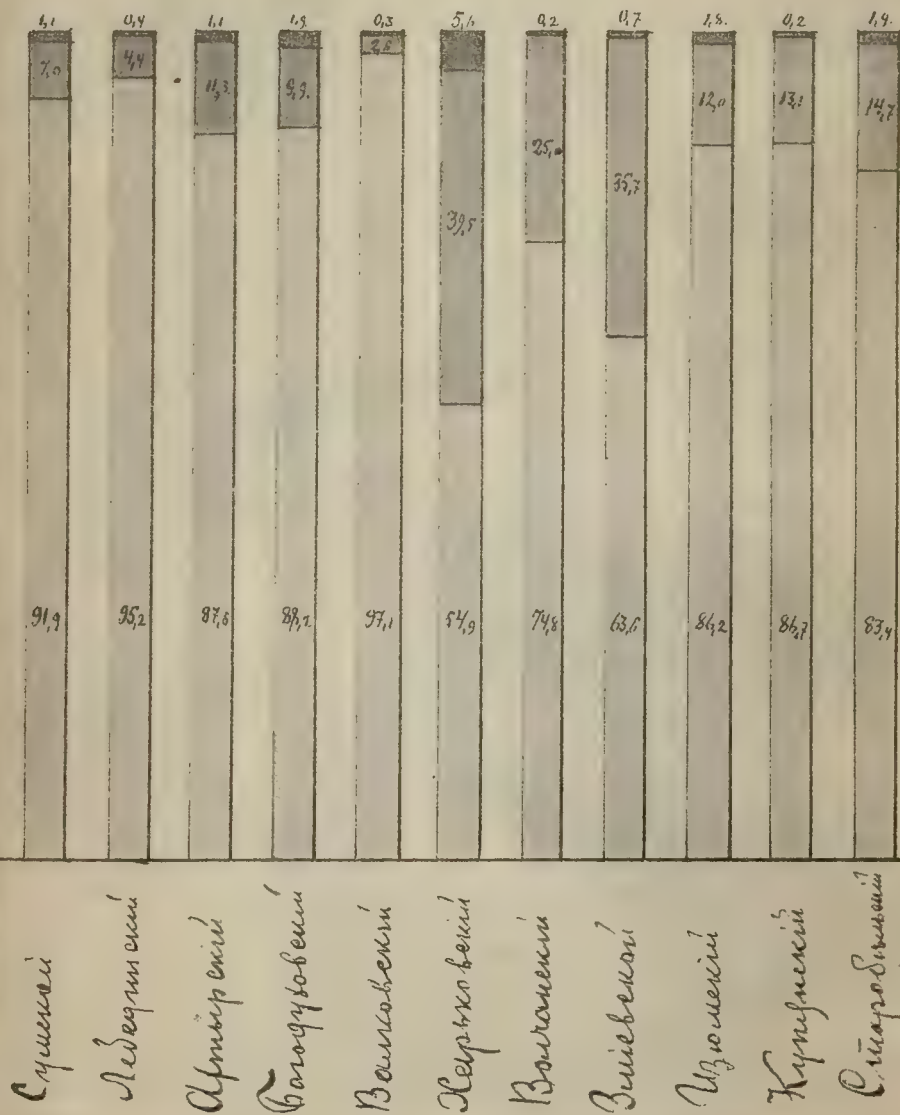 1,1 0,4 1,1 1,9 0,3 5,6 0,2 0,7 1,8 0,2 1,9
7,0 4,4 11,3 9,9 2,6 39,5 25,0 35,7 12,0 13,1 14,7
91,9 95,2 87,6 88,2 97,1 54,9 74,8 63,6 86,2 86,7 83,4
Сумской
Лебединский
Ахтырский
Богодуховский
Валковский
Харьковский
Волчанский
Змиевской
Изюмский
Купянский
Старобельский